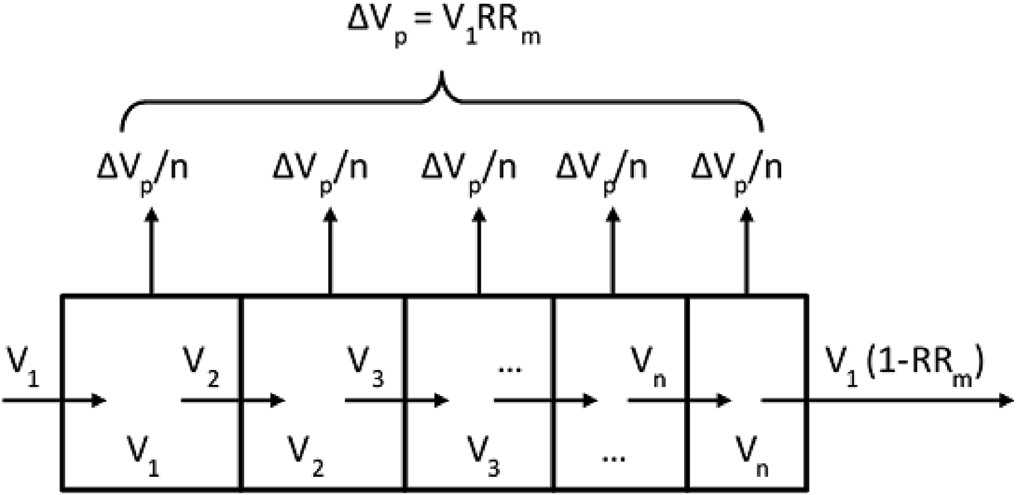 ΔVₚ = V₁RRₘ
ΔVₚ/n ΔVₚ/n ΔVₚ/n ΔVₚ/n ΔVₚ/n
V₁ V₂ V₃ ... Vₙ V₁ (1-RRₘ)
V₁ V₂ V₃ ... Vₙ